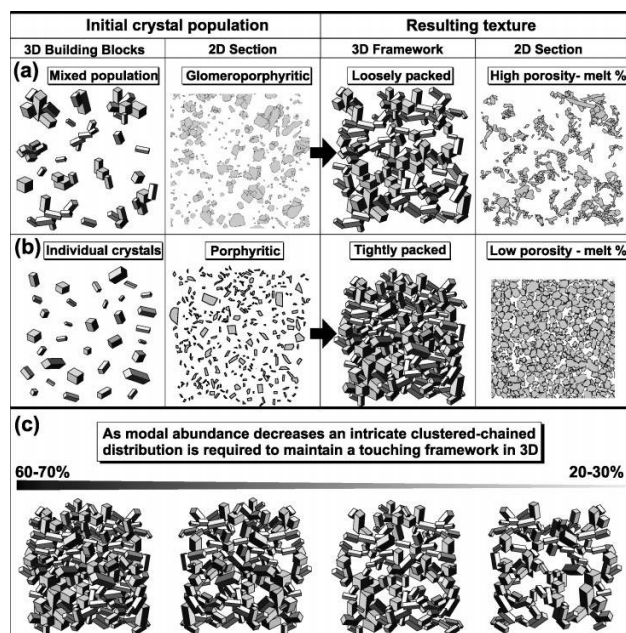 Initial crystal population Resulting texture
3D Building Blocks 2D Section 3D Framework 2D Section
(a) Mixed population Glomeroporphyritic Loosely packed High porosity- melt %
(b) Individual crystals Porphyritic Tightly packed Low porosity - melt %
(c)
As modal abundance decreases an intricate clustered-chained
distribution is required to maintain a touching framework in 3D
60-70% 20-30%